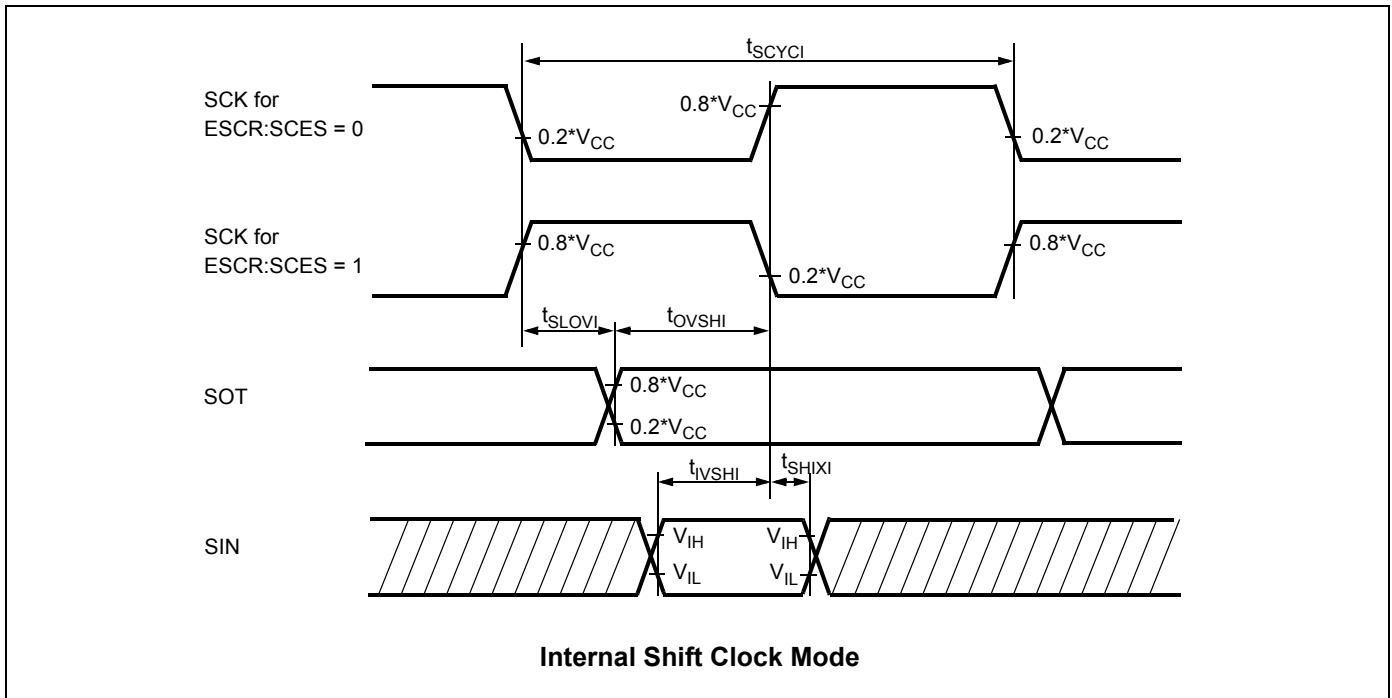 tSCYCI
SCK for
ESCR:SCES = 0
0.8*VCC
0.2*VCC
0.2*VCC
SCK for
ESCR:SCES = 1
0.8*VCC
0.8*VCC
0.2*VCC
tSLOVI
tOVSHI
SOT
0.8*VCC
0.2*VCC
tIVSHI
tSHIXI
SIN
VIH
VIH
VIL
VIL
Internal Shift Clock Mode